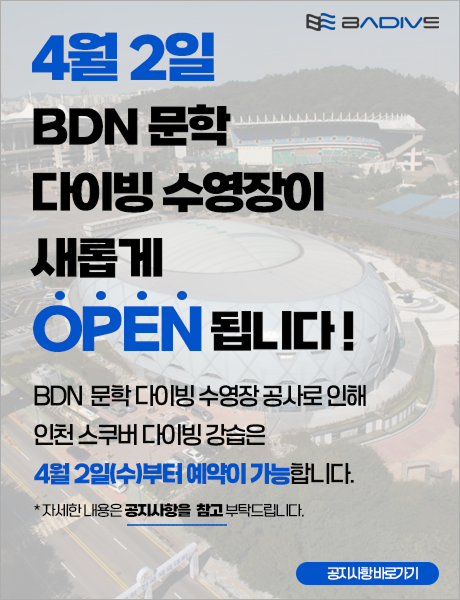 BADIVE
4월 2일
BDN 문학
다이빙 수영장이
새롭게
OPEN 됩니다 !
BDN 문학 다이빙 수영장 공사로 인해
인천 스쿠버 다이빙 강습은
4월 2일(수)부터 예약이 가능합니다.
* 자세한 내용은 공지사항을 참고 부탁드립니다.
공지사항 바로가기